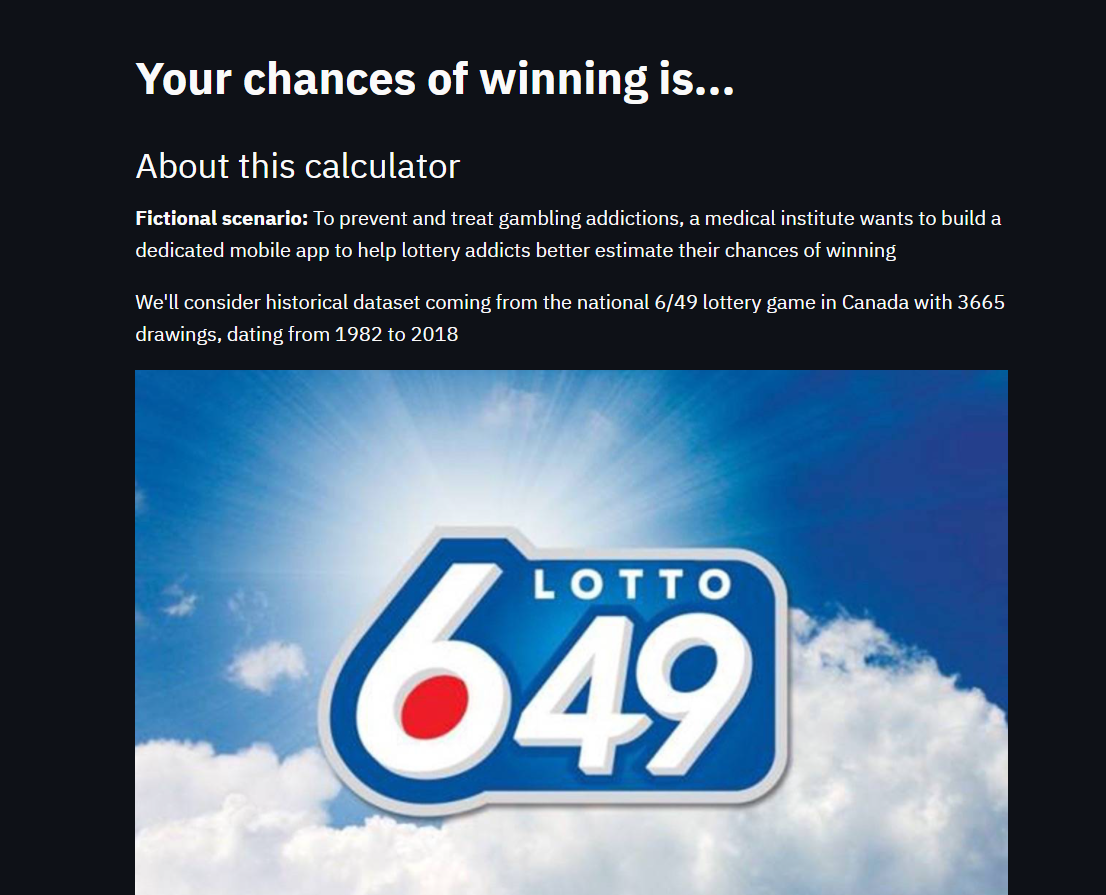 Your chances of winning is...
About this calculator
Fictional scenario: To prevent and treat gambling addictions, a medical institute wants to build a
dedicated mobile app to help lottery addicts better estimate their chances of winning
We'll consider historical dataset coming from the national 6/49 lottery game in Canada with 3665
drawings, dating from 1982 to 2018
LOTTO
649